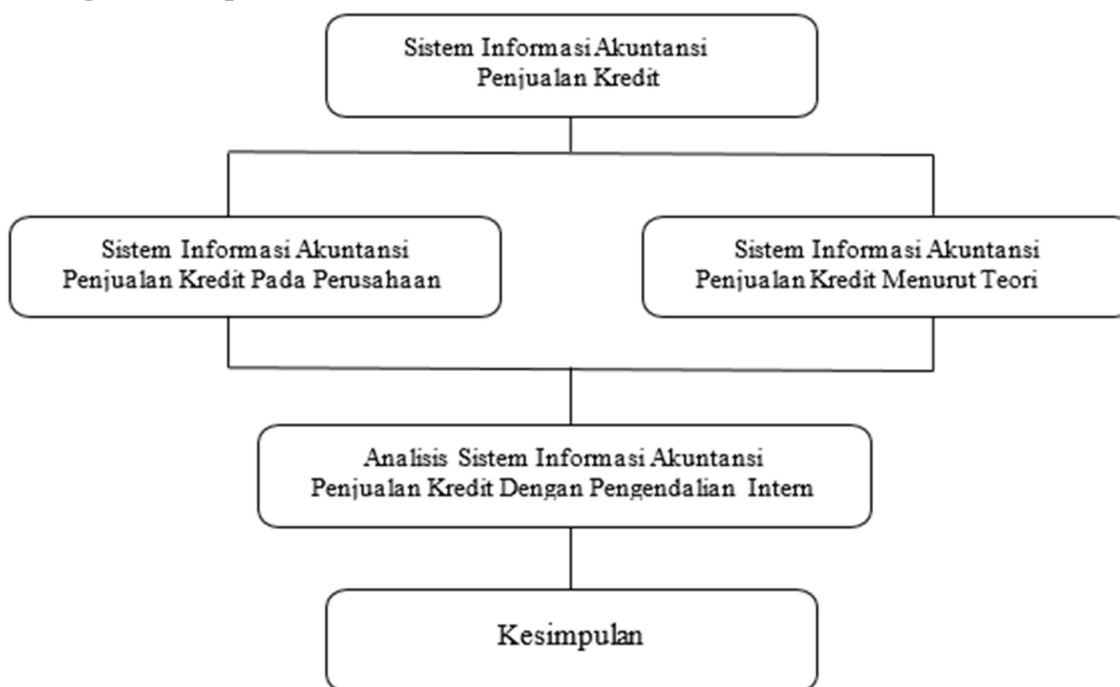 Sistem Informasi Akuntansi
Penjualan Kredit
Sistem Informasi Akuntansi
Penjualan Kredit Pada Perusahaan
Sistem Informasi Akuntansi
Penjualan Kredit Menurut Teori
Analisis Sistem Informasi Akuntansi
Penjualan Kredit Dengan Pengendalian Intern
Kesimpulan